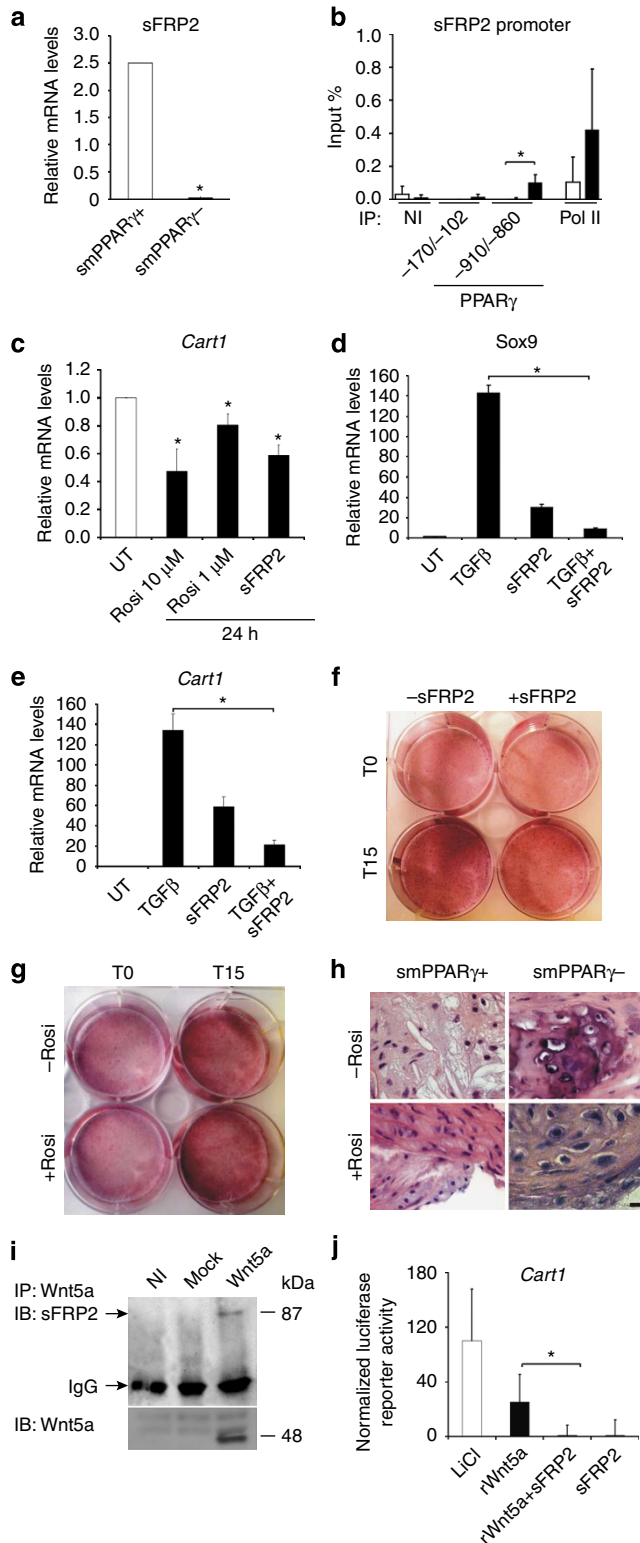 a
sFRP2
Relative mRNA levels
3.0
2.5
2.0
1.5
1.0
0.5
0
*
smPPARγ+
smPPARγ−
b
sFRP2 promoter
Input %
0.8
0.6
0.4
0.2
0.0
*
IP:
NI
−170/−102
−910/−860
Pol II
PPARγ
c
Cart1
Relative mRNA levels
1.2
1.0
0.8
0.6
0.4
0.2
0.0
*
*
*
UT
Rosi 10 μM
Rosi 1 μM
sFRP2
24 h
d
Sox9
Relative mRNA levels
160
140
120
100
80
60
40
20
0
*
UT
TGFβ
sFRP2
TGFβ+
sFRP2
e
Cart1
Relative mRNA levels
160
140
120
100
80
60
40
20
0
*
UT
TGFβ
sFRP2
TGFβ+
sFRP2
f
−sFRP2
+sFRP2
T0
T15
g
T0
T15
−Rosi
+Rosi
h
smPPARγ+
smPPARγ−
−Rosi
+Rosi
i
IP: Wnt5a
IB: sFRP2
NI
Mock
Wnt5a
kDa
87
IgG
IB: Wnt5a
48
j
Cart1
Normalized luciferase
reporter activity
180
120
40
0
*
LiCl
rWnt5a
rWnt5a+sFRP2
sFRP2